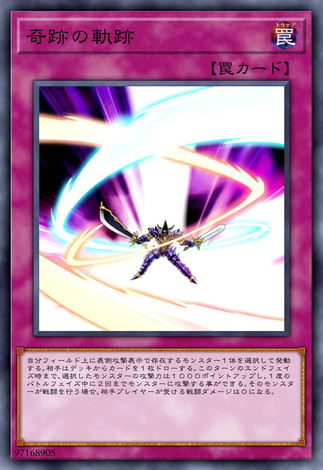 奇跡の軌跡
トラップ
罠
【罠カード】
自分フィールド上に表側攻撃表示で存在するモンスター１体を選択して発動
する。相手はデッキからカードを１枚ドローする。このターンのエンドフェイ
ズ時まで、選択したモンスターの攻撃力は１０００ポイントアップし、１度の
バトルフェイズ中に２回までモンスターに攻撃する事ができる。そのモンスタ
ーが戦闘を行う場合、相手プレイヤーが受ける戦闘ダメージは０になる。
97168905